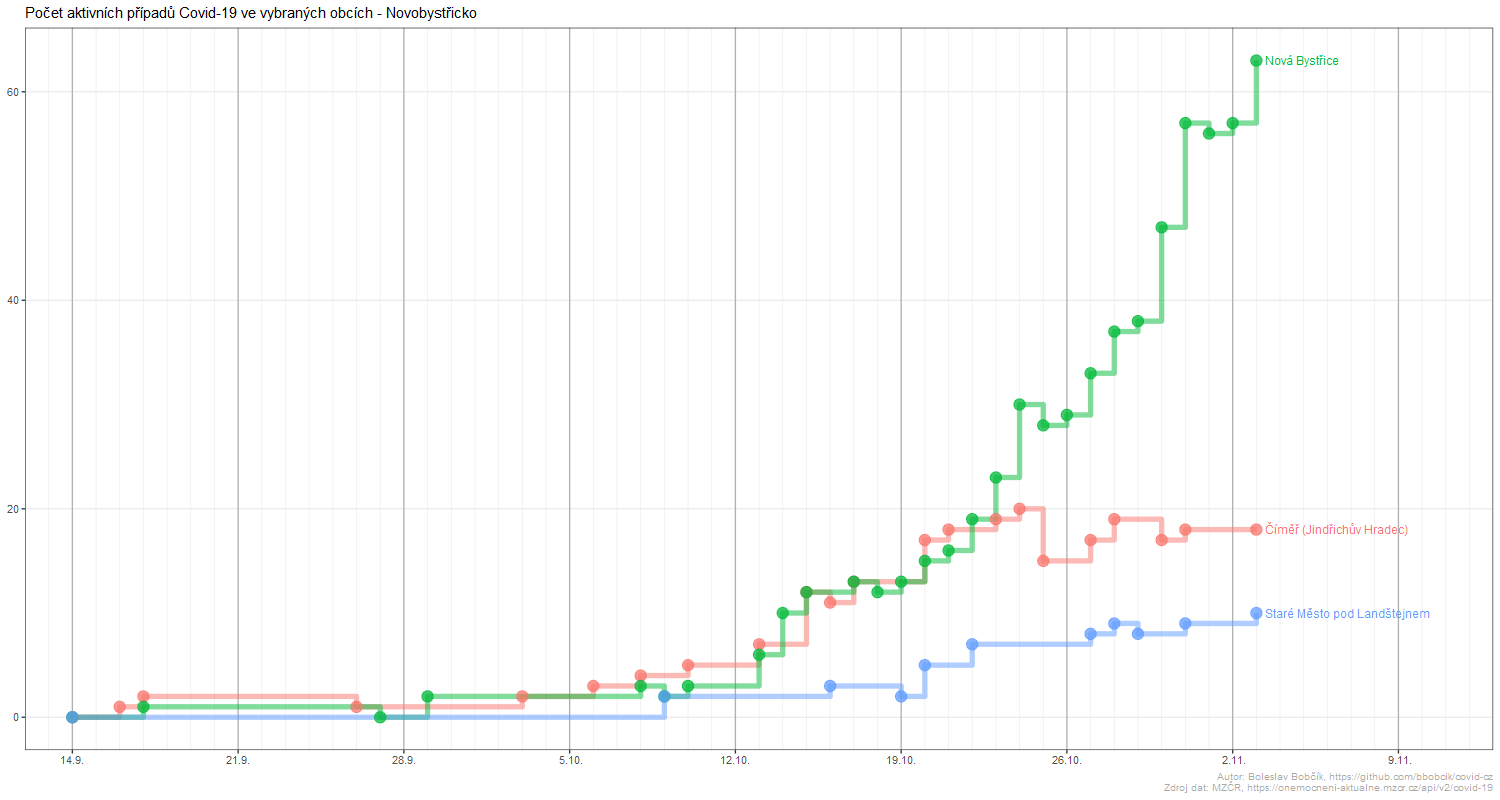 Počet aktivních případů Covid-19 ve vybraných obcích - Novobystřicko
60
40
20
0
Nová Bystřice
Číměř (Jindřichův Hradec)
Staré Město pod Landštejnem
14.9. 21.9. 28.9. 5.10. 12.10. 19.10. 26.10. 2.11. 9.11.
Autor: Boleslav Bobčík, https://github.com/bbobcik/covid-cz
Zdroj dat: MZČR, https://onemocneni-aktualne.mzcr.cz/api/v2/covid-19